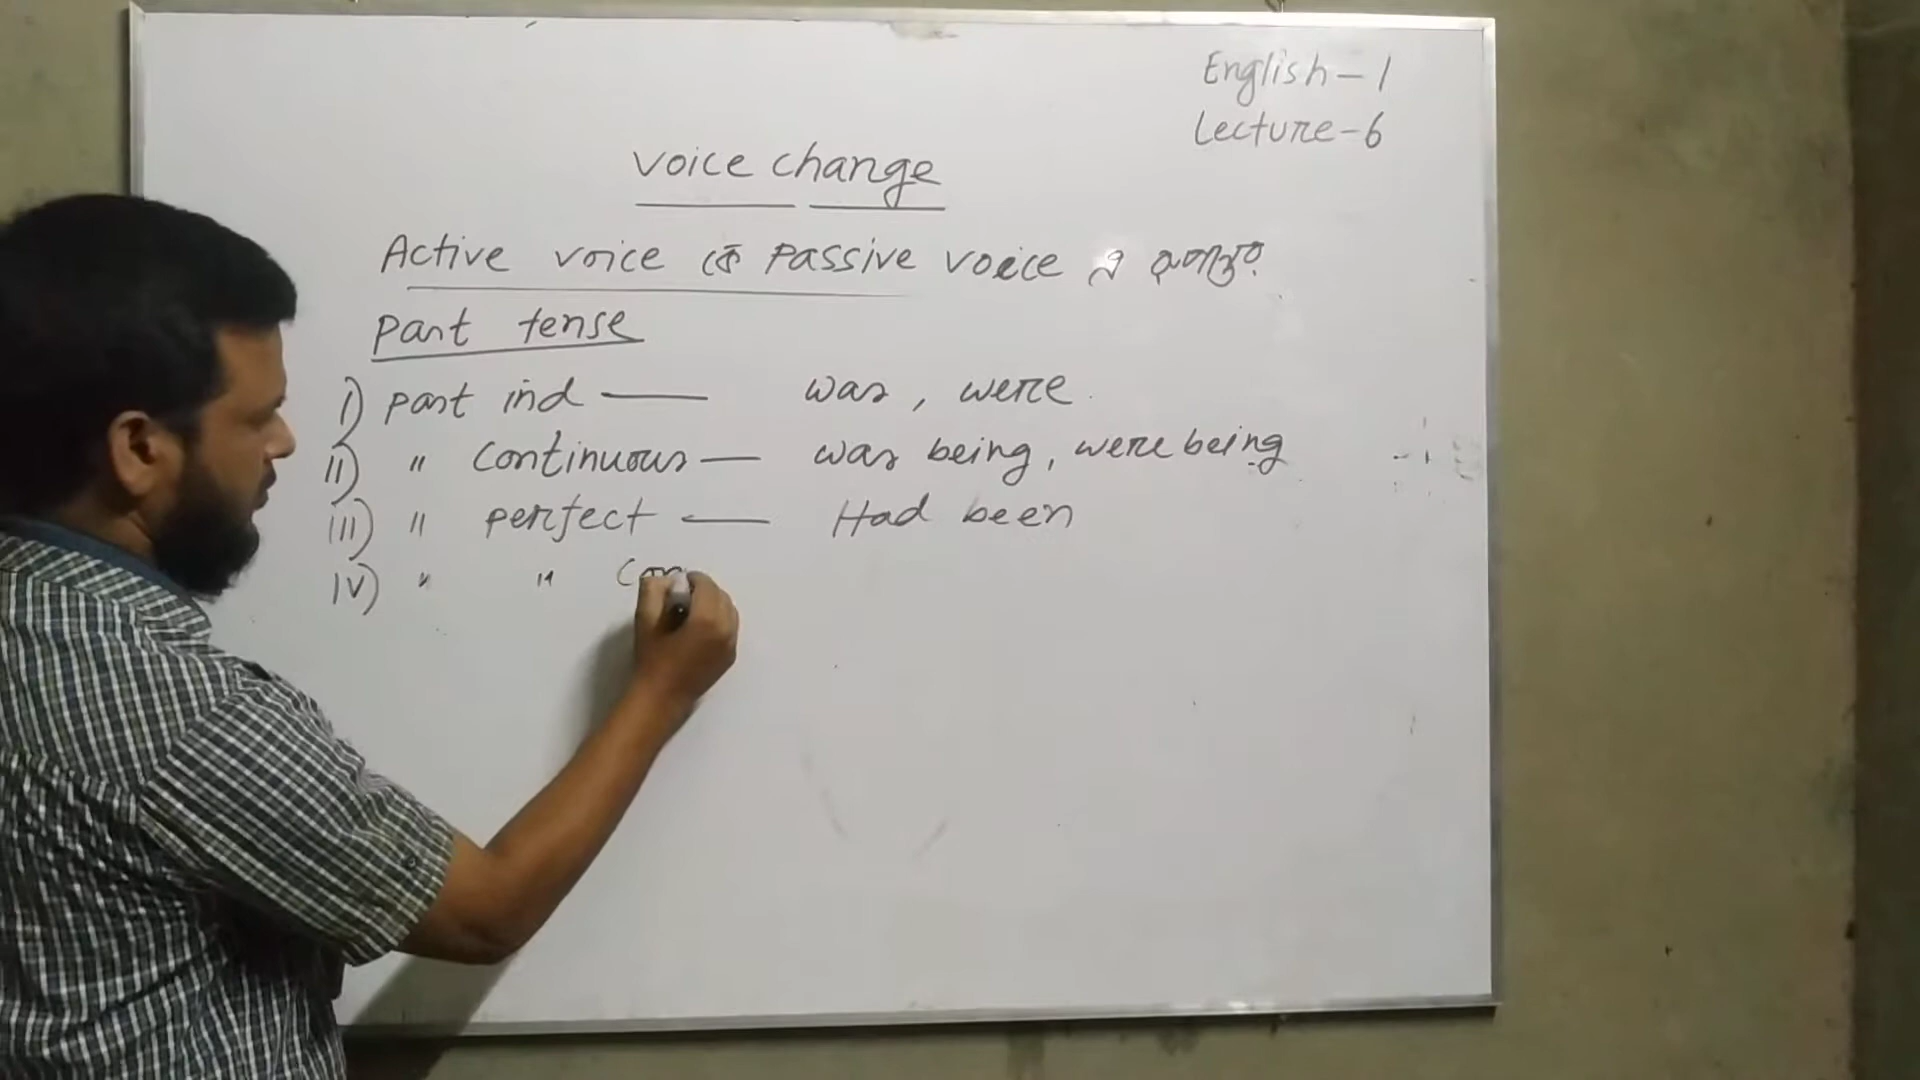 English-1
Lecture-6
voice change
Active voice কে passive voice এ রূপান্তর
past tense
i) past ind — was, were.
ii) " continuous — was being, were being
iii) " perfect — Had been
iv) " " Con